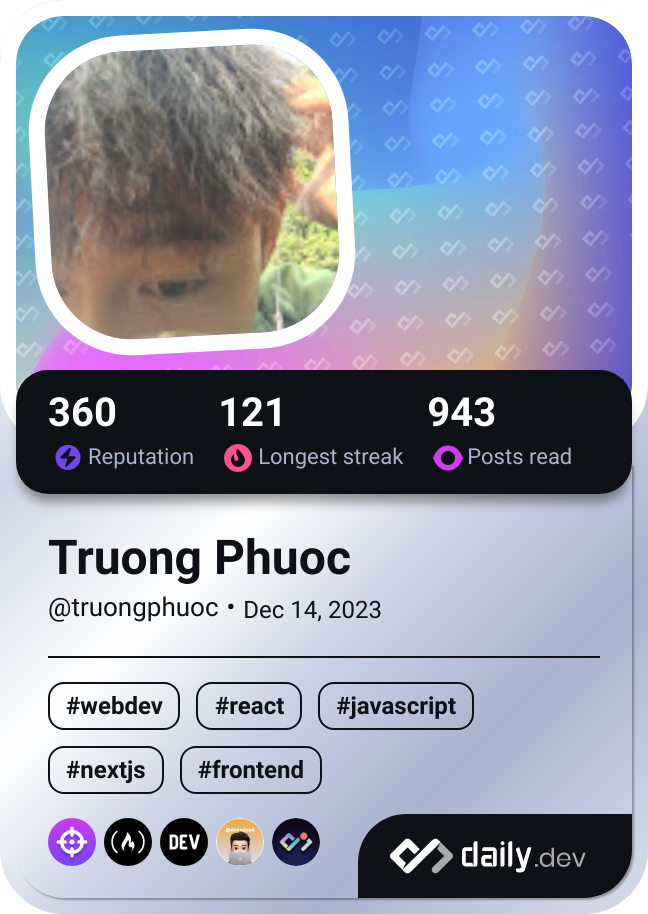 360 121 943
Reputation Longest streak Posts read
Truong Phuoc
@truongphuoc • Dec 14, 2023
#webdev #react #javascript
#nextjs #frontend
DEV
daily.dev